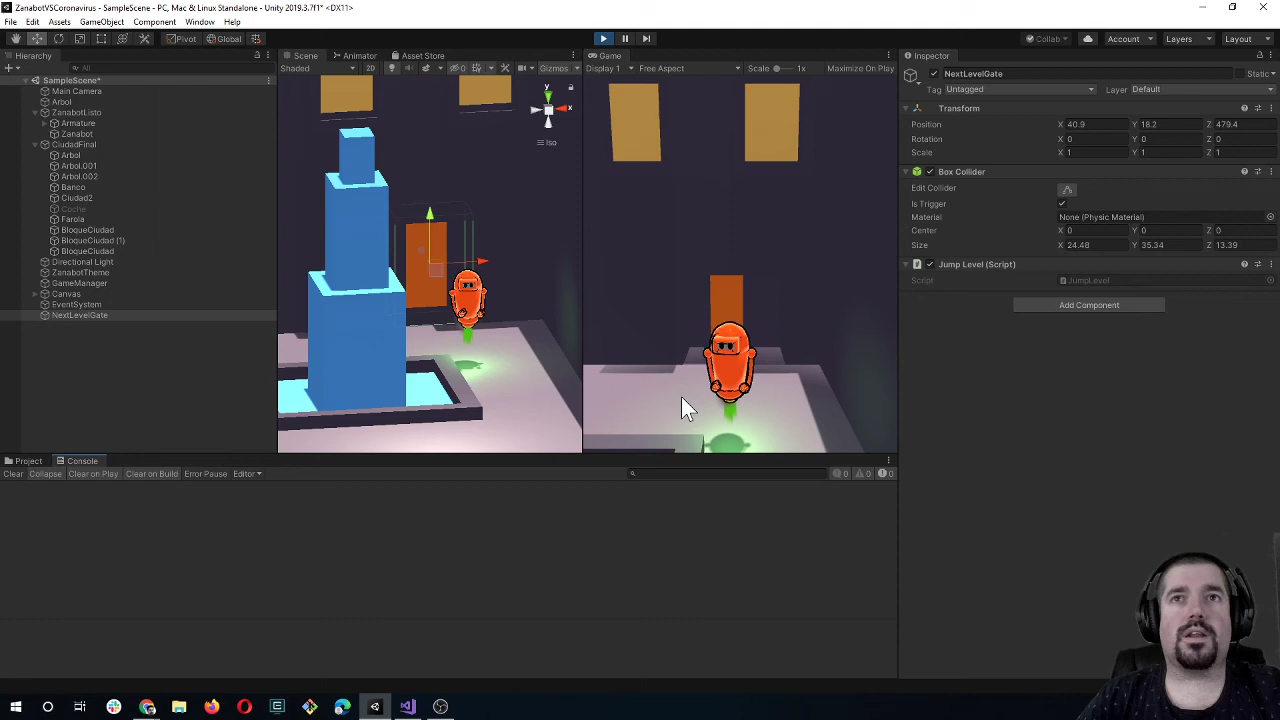 ZanabotVSCoronavirus - SampleScene - PC, Mac & Linux Standalone - Unity 2019.3.7f1* <DX11>
File Edit Assets GameObject Component Window Help
Pivot Global Collab Account Layers Layout
Hierarchy Scene Animator Asset Store Game Inspector
All Shaded 2D 0 Gizmos Display 1 Free Aspect Scale 1x Maximize On Play NextLevelGate Static
SampleScene*
Tag Untagged Layer Default
Main Camera
Arbol
ZanabotListo
Armature
Zanabot
CiudadFinal
Arbol
Arbol.001
Arbol.002
Banco
Ciudad2
Coche
Farola
BloqueCiudad
BloqueCiudad (1)
BloqueCiudad
Directional Light
ZanabotTheme
GameManager
Canvas
EventSystem
NextLevelGate
y
x
Iso
Transform
Position X 40.9 Y 18.2 Z 479.4
Rotation X 0 Y 0 Z 0
Scale X 1 Y 1 Z 1
Box Collider
Edit Collider
Is Trigger
Material None (Physic Material)
Center X 0 Y 0 Z 0
Size X 24.48 Y 35.34 Z 13.39
Jump Level (Script)
Script JumpLevel
Add Component
Project Console
Clear Collapse Clear on Play Clear on Build Error Pause Editor 0 0 0